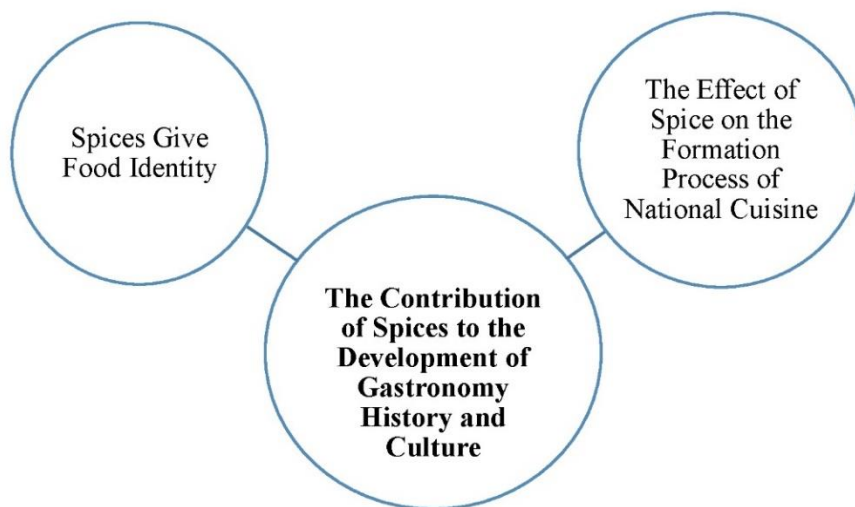 Spices Give
Food Identity
The Effect of
Spice on the
Formation
Process of
National Cuisine
The Contribution
of Spices to the
Development of
Gastronomy
History and
Culture